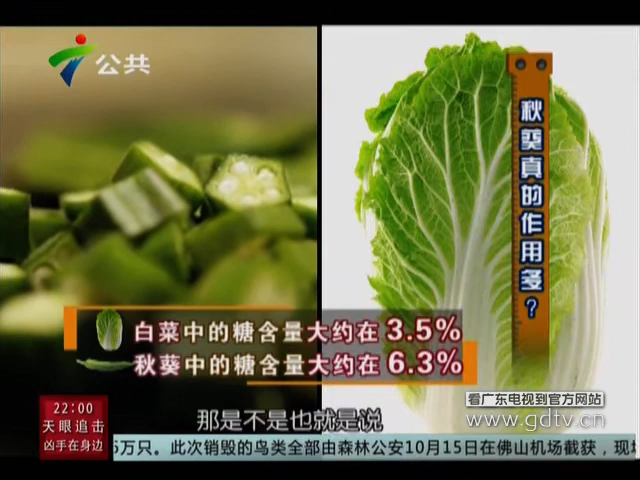 公共
秋葵真的作用多？
白菜中的糖含量大约在 3.5%
秋葵中的糖含量大约在 6.3%
看广东电视到官方网站
www.gdtv.cn
那是不是也就是说
22:00
天眼追击
凶手在身边
万只。此次销毁的鸟类全部由森林公安10月15日在佛山机场截获，现场